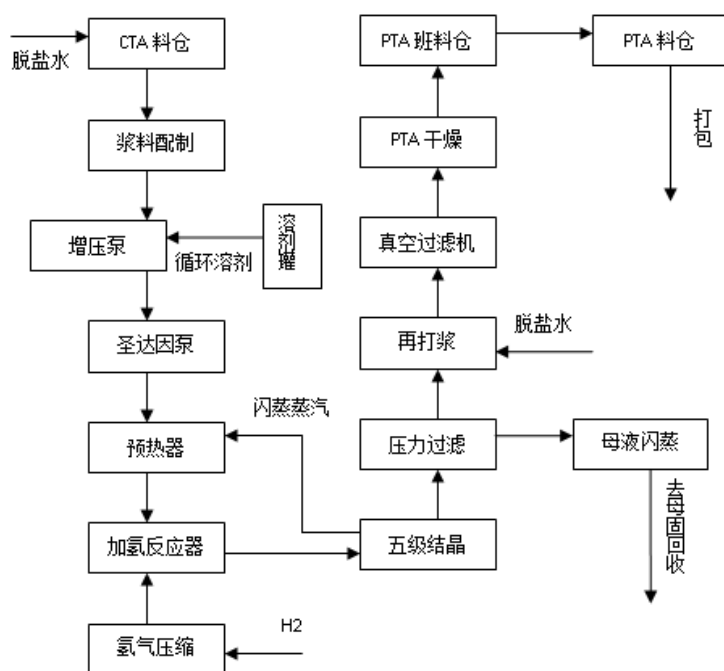 脱盐水
CTA 料仓
浆料配制
增压泵
循环溶剂
溶剂罐
圣达因泵
预热器
闪蒸蒸汽
加氢反应器
氢气压缩
H2
五级结晶
压力过滤
母液闪蒸
去母固回收
再打浆
脱盐水
真空过滤机
PTA 干燥
PTA 班料仓
PTA 料仓
打包